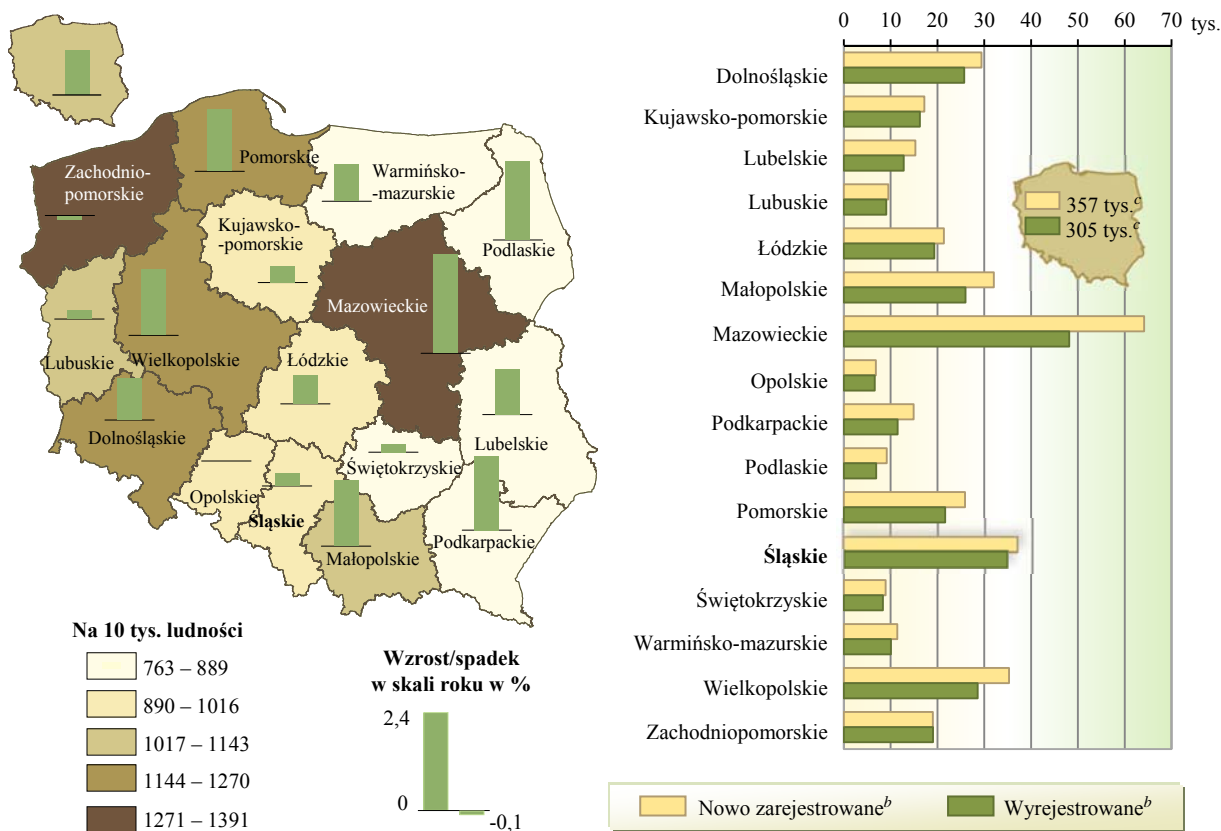 Zachodnio-
pomorskie
Pomorskie
Warmińsko-
-mazurskie
Kujawsko-
-pomorskie
Podlaskie
Mazowieckie
Lubuskie
Wielkopolskie
Łódzkie
Dolnośląskie
Lubelskie
Świętokrzyskie
Opolskie
Śląskie
Małopolskie
Podkarpackie
Na 10 tys. ludności
763 – 889
890 – 1016
1017 – 1143
1144 – 1270
1271 – 1391
Wzrost/spadek
w skali roku w %
2,4
0
-0,1
0 10 20 30 40 50 60 70 tys.
Dolnośląskie
Kujawsko-pomorskie
Lubelskie
Lubuskie
Łódzkie
Małopolskie
Mazowieckie
Opolskie
Podkarpackie
Podlaskie
Pomorskie
Śląskie
Świętokrzyskie
Warmińsko-mazurskie
Wielkopolskie
Zachodniopomorskie
357 tys.c
305 tys.c
Nowo zarejestrowaneb Wyrejestrowaneb